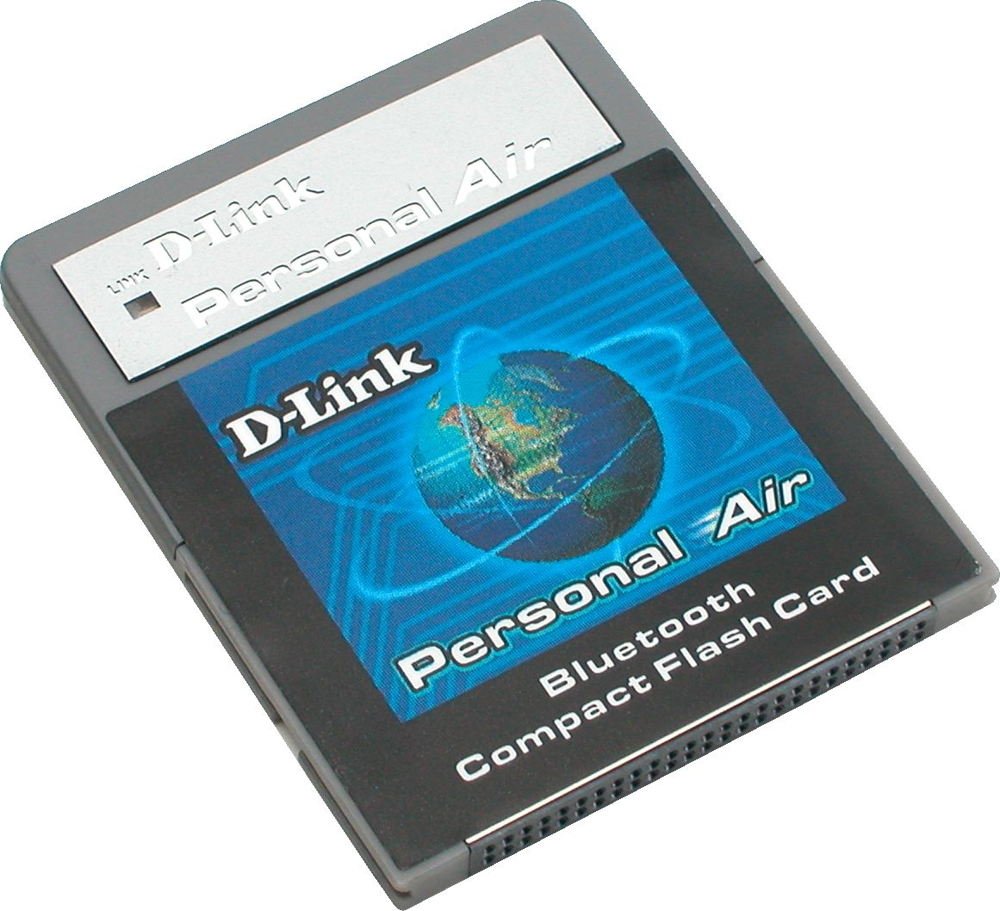 D-Link
LINK
Personal Air
D-Link
Personal Air
Bluetooth
Compact Flash Card